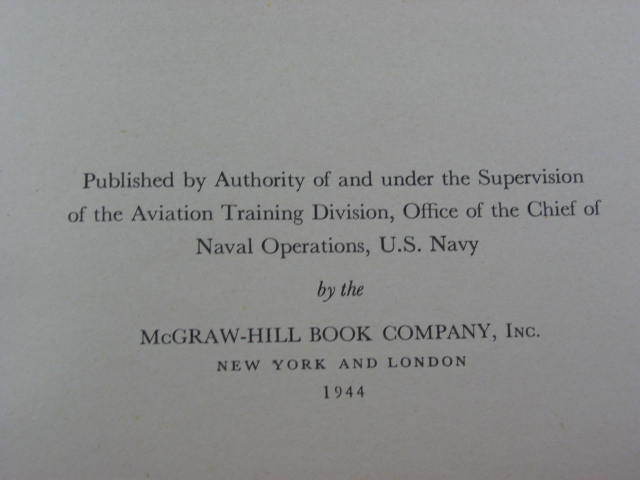 Published by Authority of and under the Supervision
of the Aviation Training Division, Office of the Chief of
Naval Operations, U.S. Navy
by the
McGRAW-HILL BOOK COMPANY, Inc.
NEW YORK AND LONDON
1944